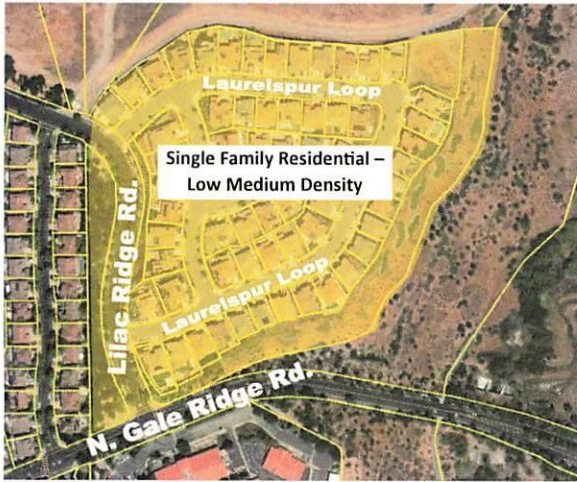 Laurelspur Loop
Single Family Residential –
Low Medium Density
Lilac Ridge Rd.
Laurelspur Loop
N. Gale Ridge Rd.